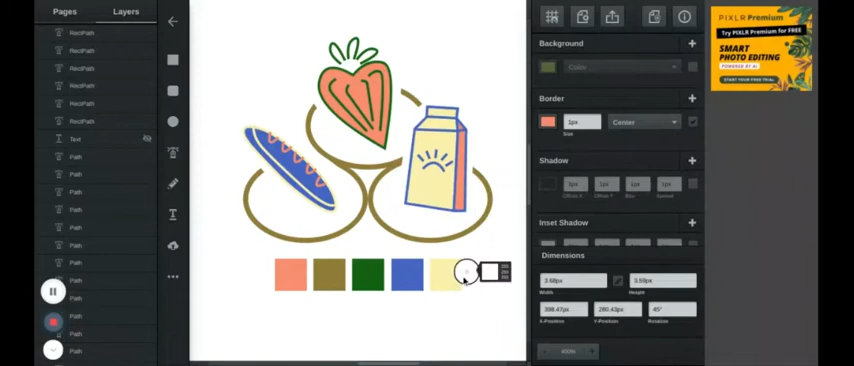 Pages
Layers
RectPath
RectPath
RectPath
RectPath
RectPath
RectPath
Text
Path
Path
Path
Path
Path
Path
Path
Path
Path
Path
Path
Path
T
Background
Color
Border
1px
Center
Size
Shadow
1px
1px
1px
1px
Offset X
Offset Y
Blur
Spread
Inset Shadow
Dimensions
3.68px
3.59px
Width
Height
398.47px
280.43px
45°
X-Position
Y-Position
Rotation
- 400% +
PIXLR Premium
Try PIXLR Premium for FREE
SMART
PHOTO EDITING
POWERED BY AI
START YOUR FREE TRIAL